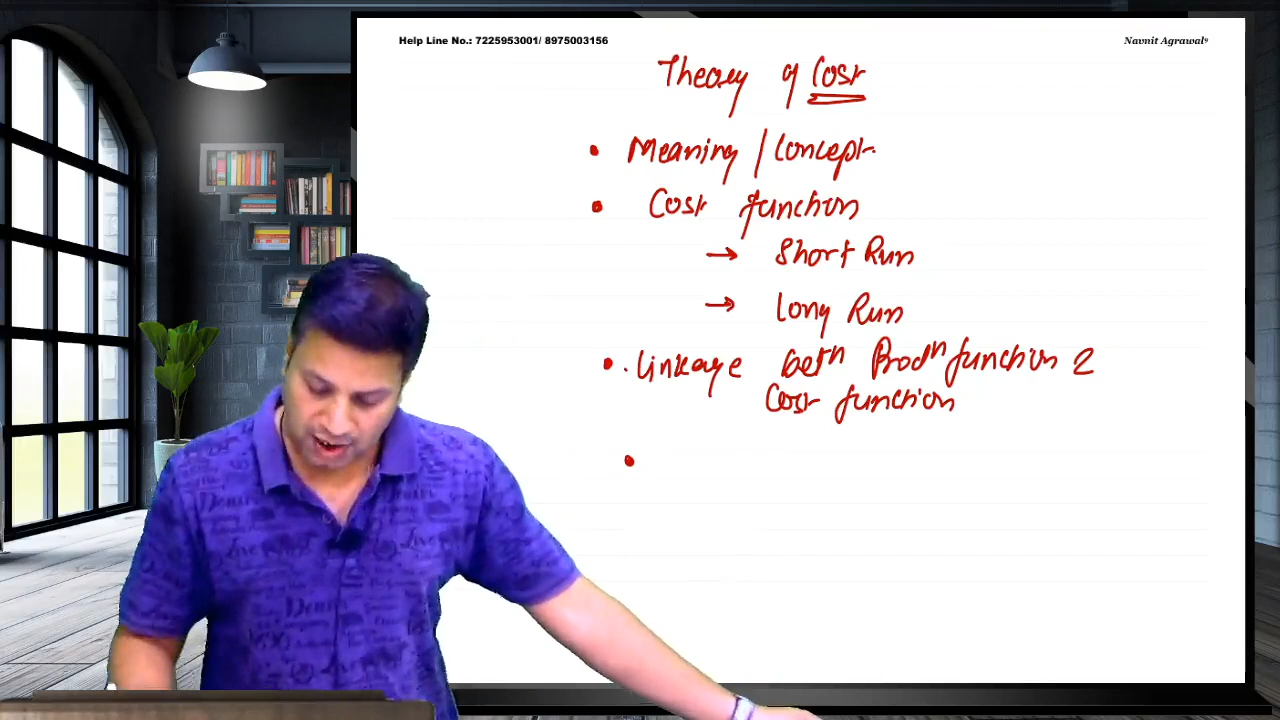 Help Line No.: 7225953001/ 8975003156
Navnit Agrawal®
Theory of Cost
• Meaning / Concept
• Cost function
→ Short Run
→ Long Run
• Linkage betn Prodn function &
Cost function
•